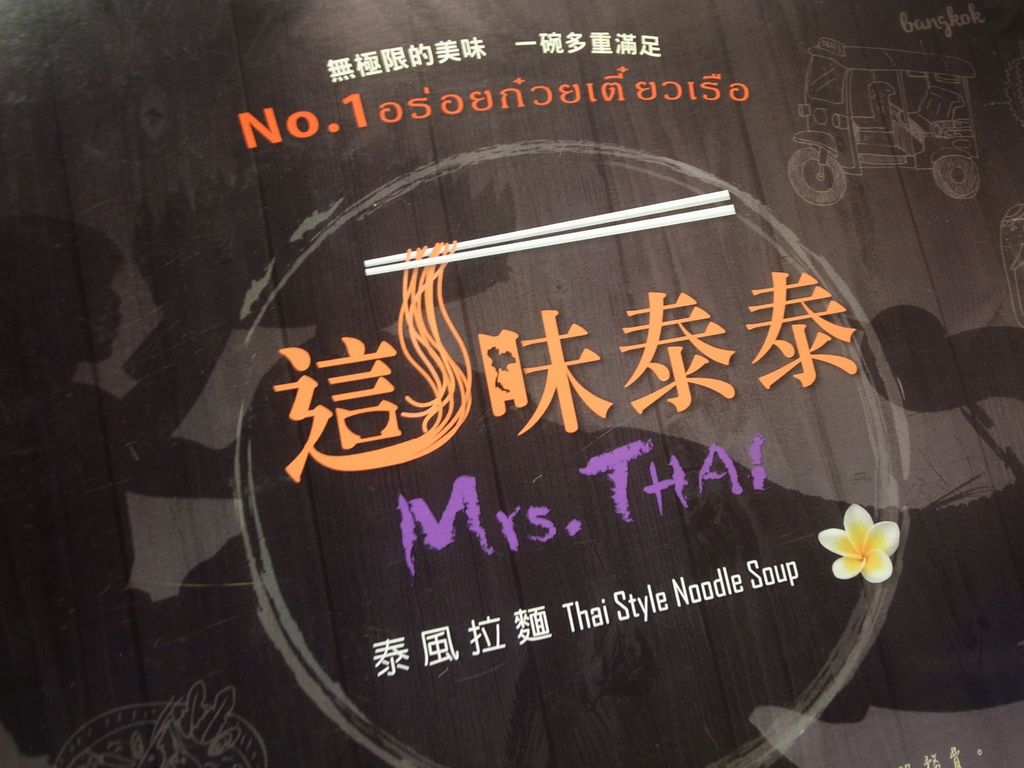 bangkok
無極限的美味 一碗多重滿足
No.1อร่อยก๋วยเตี๋ยวเรือ
這味泰泰
Mrs. THAI
泰風拉麵 Thai Style Noodle Soup